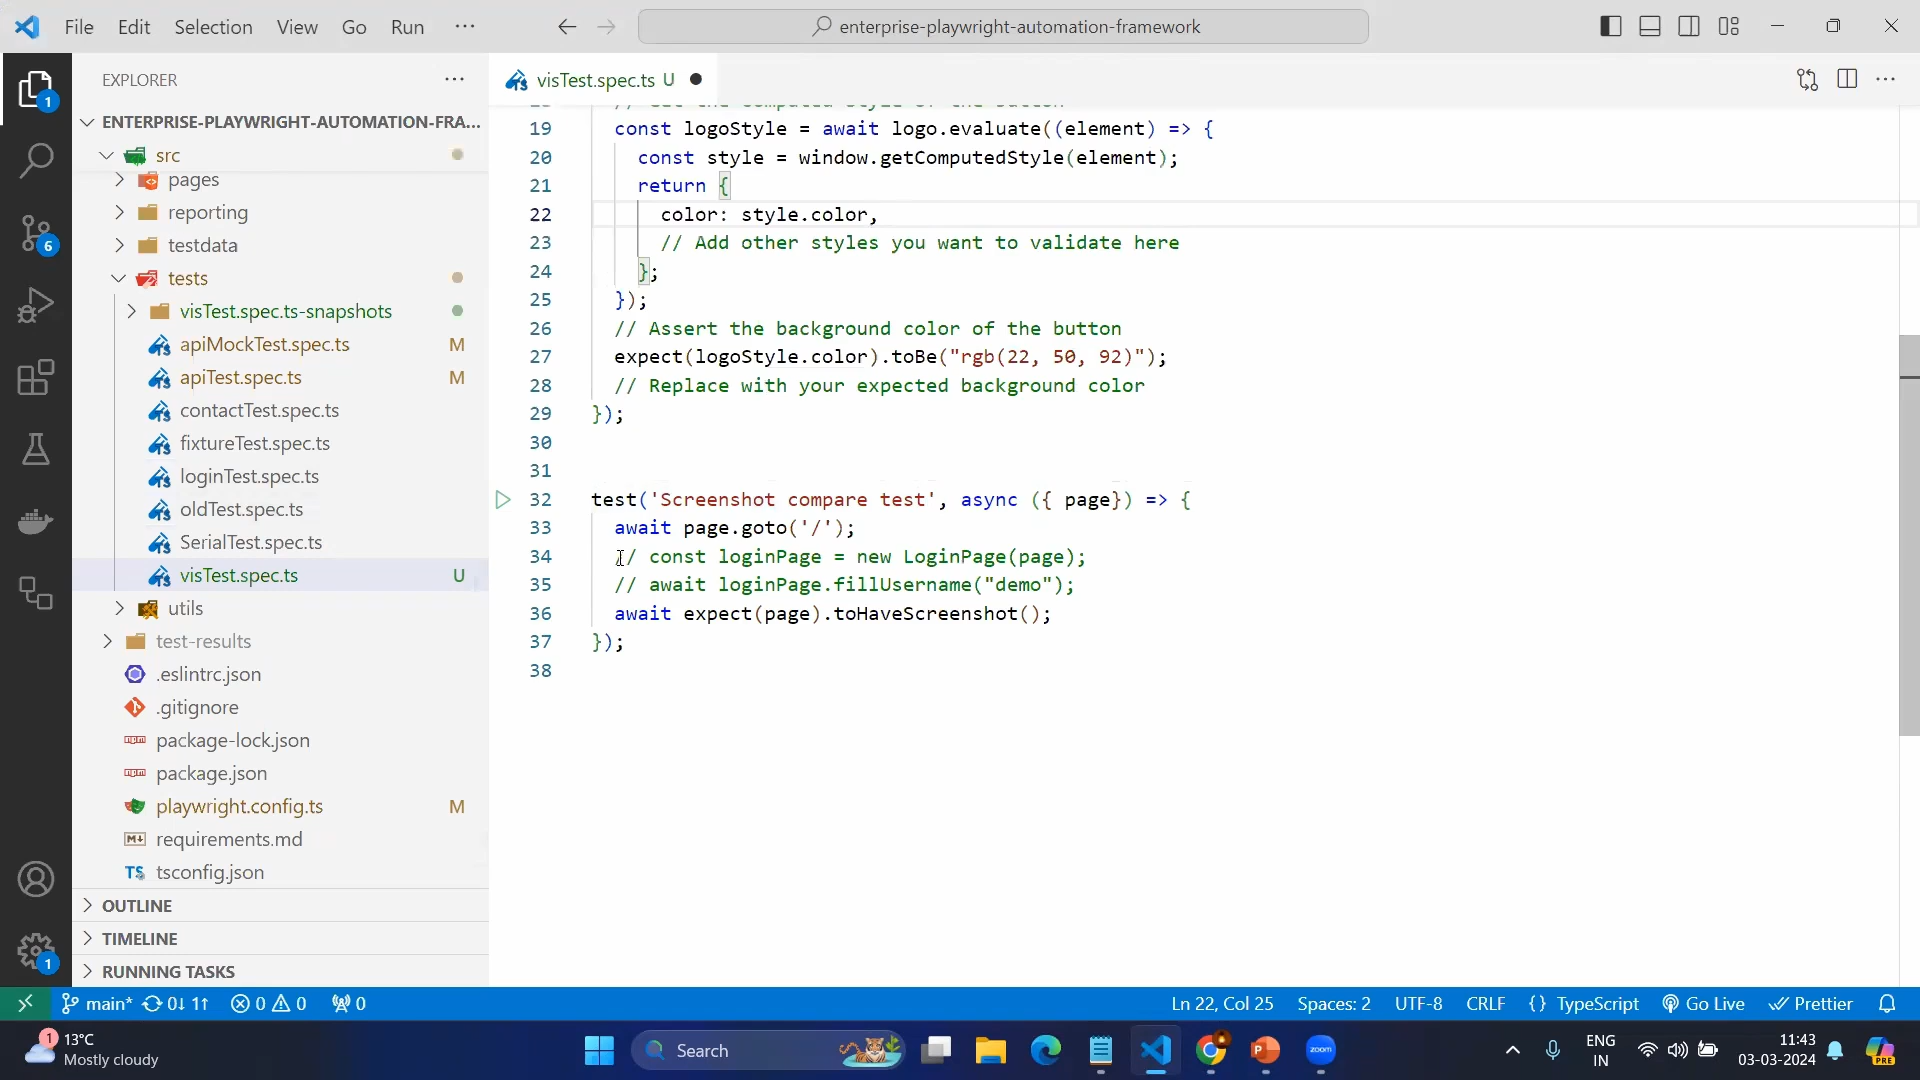 File Edit Selection View Go Run ···
enterprise-playwright-automation-framework
EXPLORER
1
visTest.spec.ts U
ENTERPRISE-PLAYWRIGHT-AUTOMATION-FRA...
src
pages
reporting
6
testdata
tests
visTest.spec.ts-snapshots
apiMockTest.spec.ts M
apiTest.spec.ts M
contactTest.spec.ts
fixtureTest.spec.ts
loginTest.spec.ts
oldTest.spec.ts
SerialTest.spec.ts
visTest.spec.ts U
utils
test-results
.eslintrc.json
.gitignore
package-lock.json
package.json
playwright.config.ts M
requirements.md
TS tsconfig.json
OUTLINE
TIMELINE
1
RUNNING TASKS
19 const logoStyle = await logo.evaluate((element) => {
20 const style = window.getComputedStyle(element);
21 return {
22 color: style.color,
23 // Add other styles you want to validate here
24 };
25 });
26 // Assert the background color of the button
27 expect(logoStyle.color).toBe("rgb(22, 50, 92)");
28 // Replace with your expected background color
29 });
30
31
32 test('Screenshot compare test', async ({ page}) => {
33 await page.goto('/');
34 // const loginPage = new LoginPage(page);
35 // await loginPage.fillUsername("demo");
36 await expect(page).toHaveScreenshot();
37 });
38
main* 0↓ 1↑ 0 0 0
Ln 22, Col 25 Spaces: 2 UTF-8 CRLF {} TypeScript Go Live Prettier
1
13°C
Mostly cloudy
Search
zoom
ENG
IN
11:43
03-03-2024
PRE